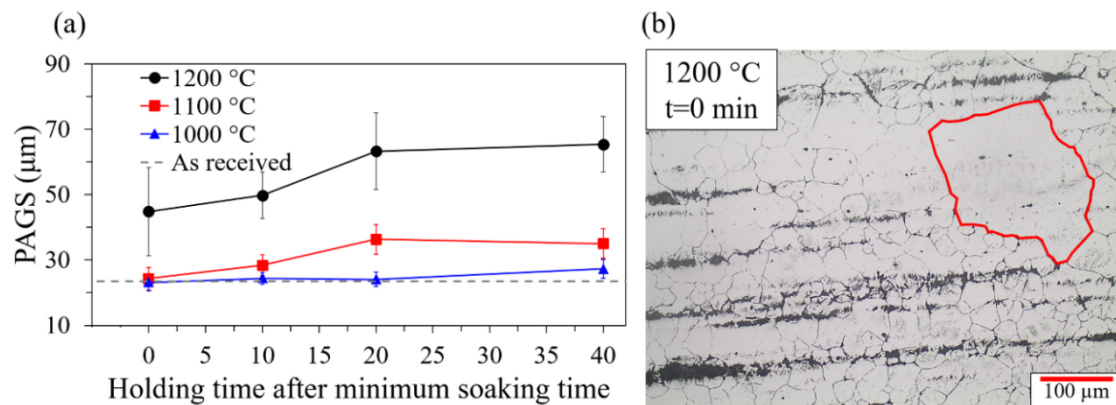 (a)
90
70
50
30
10
PAGS (μm)
1200 °C
1100 °C
1000 °C
As received
0 5 10 15 20 25 30 35 40
Holding time after minimum soaking time
(b)
1200 °C
t=0 min
100 μm